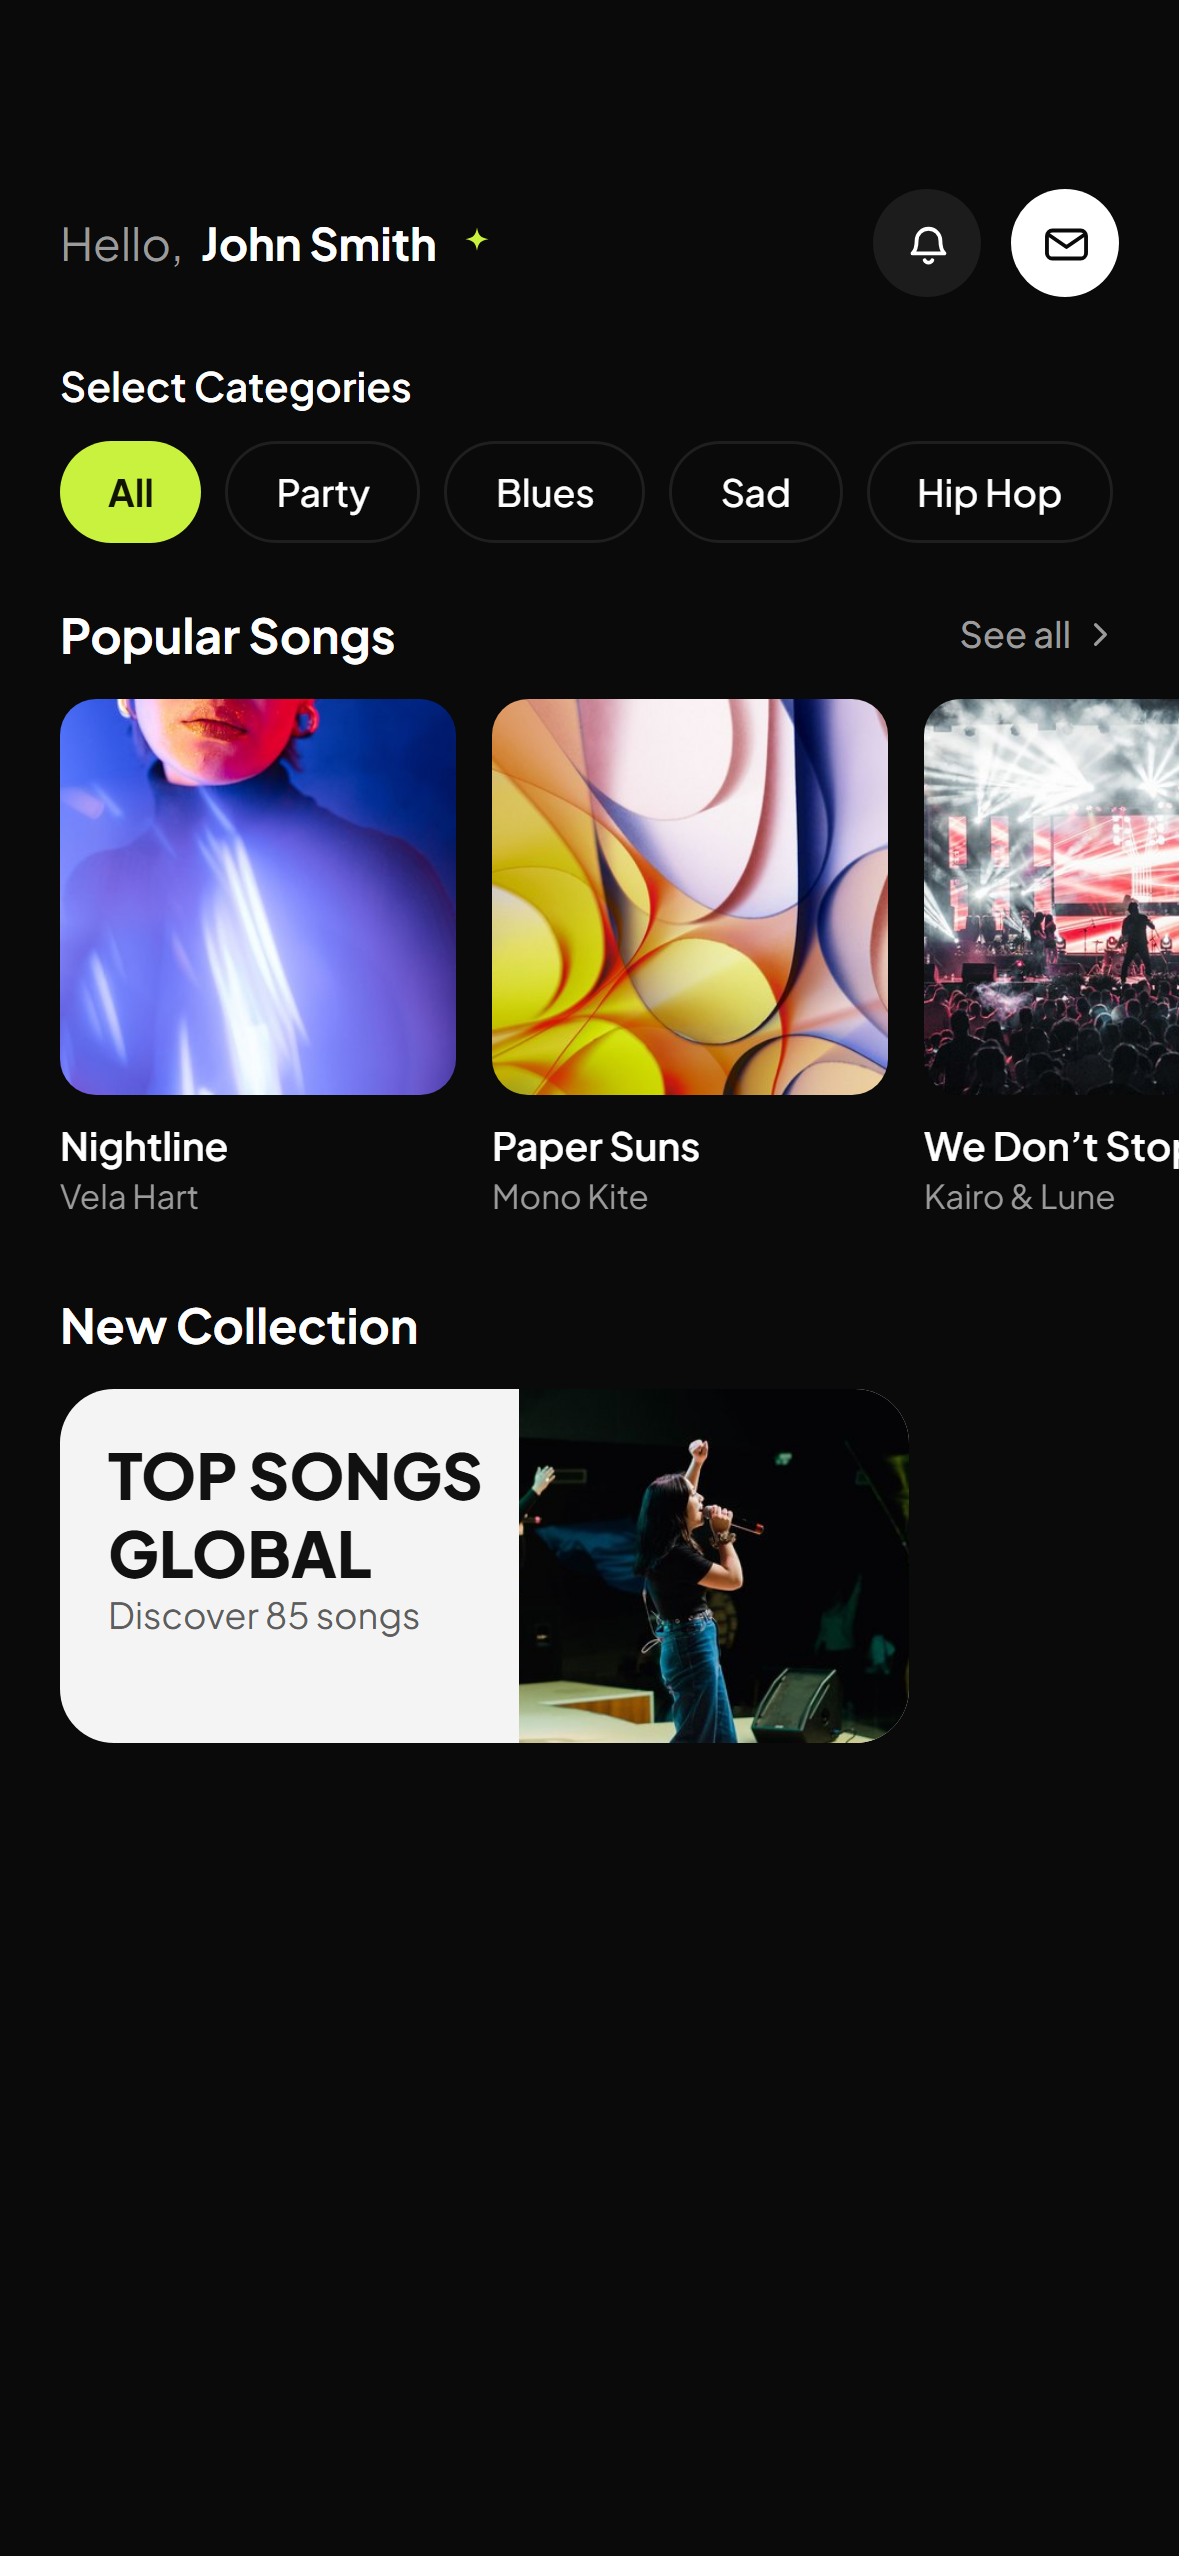 Hello, John Smith
Select Categories
All
Party
Blues
Sad
Hip Hop
Popular Songs
See all
Nightline
Vela Hart
Paper Suns
Mono Kite
We Don’t Stop
Kairo & Lune
New Collection
TOP SONGS
GLOBAL
Discover 85 songs